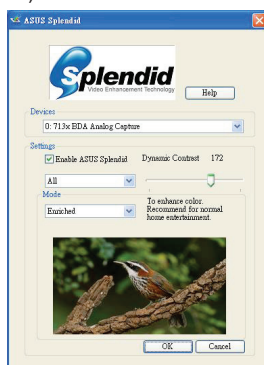 ASUS Splendid
Splendid
Video Enhancement Technology
Help
Devices
0: 713x BDA Analog Capture
Settings
Enable ASUS Splendid
Dynamic Contrast 172
All
Mode
Enriched
To enhance color.
Recommend for normal
home entertainment.
OK
Cancel